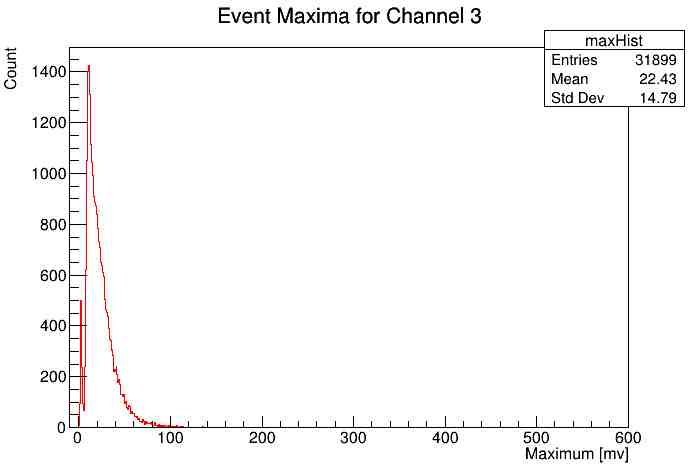 Event Maxima for Channel 3
maxHist
Entries 31899
Mean 22.43
Std Dev 14.79
Count
1400
1200
1000
800
600
400
200
0
0 100 200 300 400 500 600
Maximum [mv]